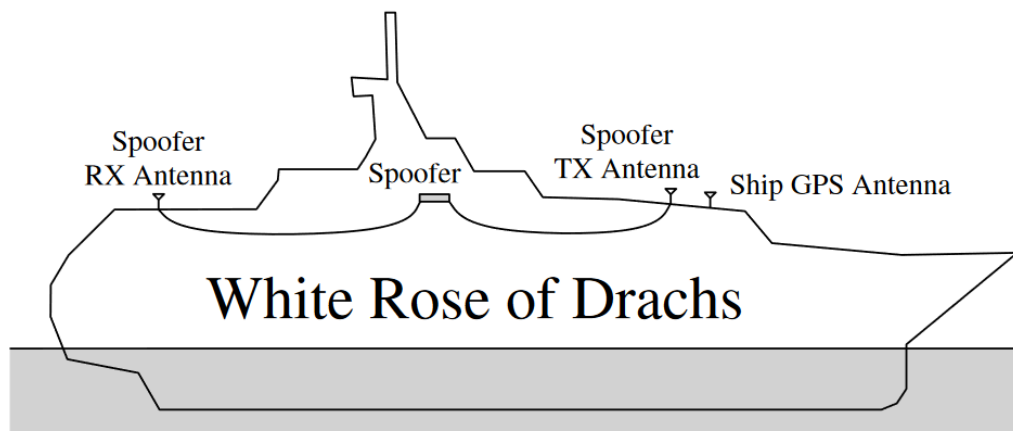 Spoofer
RX Antenna
Spoofer
Spoofer
TX Antenna
Ship GPS Antenna
White Rose of Drachs